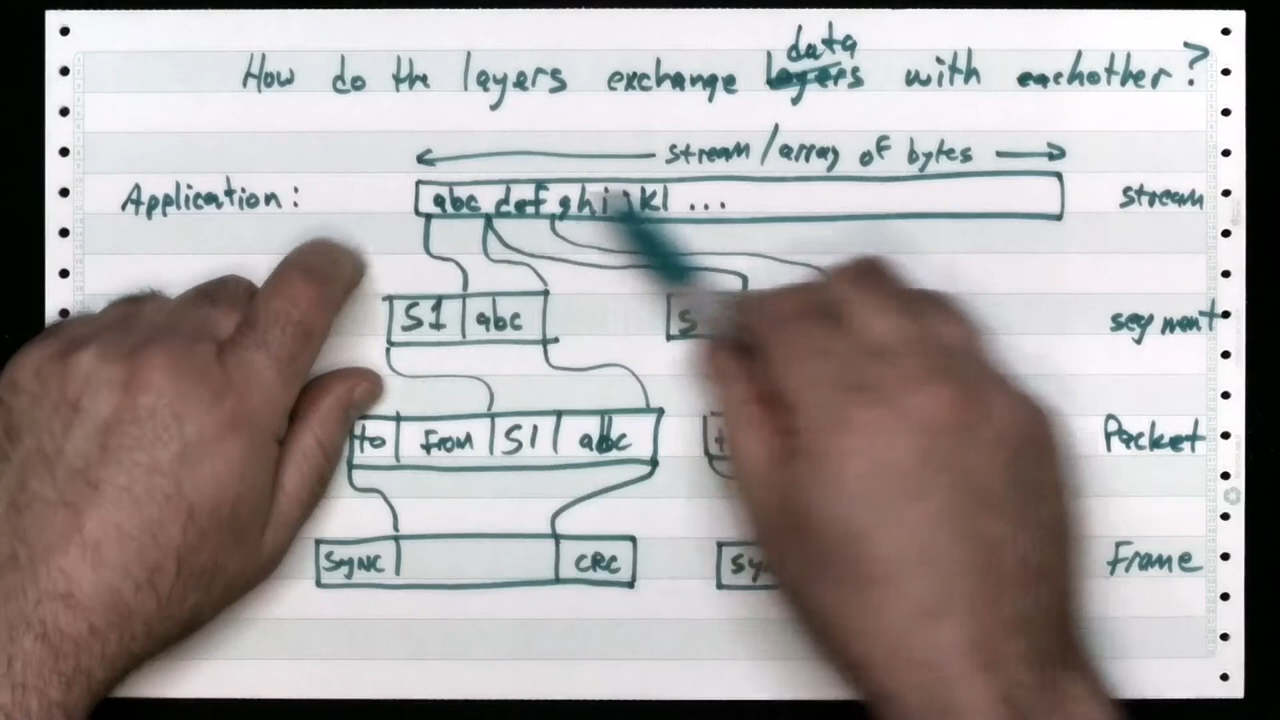 data
How do the layers exchange layers with eachother?
stream/array of bytes
Application: abc def ghi kl ... stream
S1 abc S segment
to From S1 abc Packet
SYNC CRC Frame